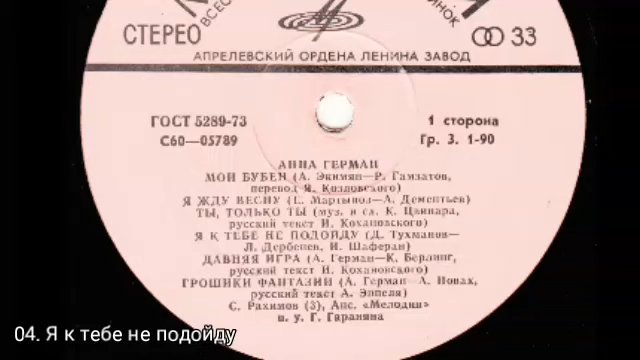 СТЕРЕО
33
АПРЕЛЕВСКИЙ ОРДЕНА ЛЕНИНА ЗАВОД
ГОСТ 5289-73
1 сторона
С60—05789
Гр. 3. 1-90
АННА ГЕРМАН
МОЙ БУБЕН (А. Экимян—Р. Гамзатов,
перевод Я. Козловского)
Я ЖДУ ВЕСНУ (Е. Мартынов—А. Дементьев)
ТЫ, ТОЛЬКО ТЫ (муз. и сл. К. Цвинара,
русский текст И. Кохановского)
Я К ТЕБЕ НЕ ПОДОЙДУ (Д. Тухманов—
Л. Дербенев, И. Шаферан)
ДАВНЯЯ ИГРА (А. Герман—К. Берлинг,
русский текст И. Кохановского)
ГРОШИКИ ФАНТАЗИИ (А. Герман—А. Новак,
русский текст А. Эппеля)
С. Рахимов (3), Анс. «Мелодия»
п. у. Г. Гараняна
04. Я к тебе не подойду